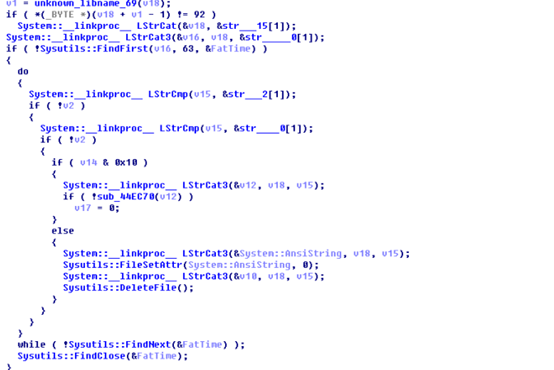 v1 = unknown_libname_69(v18);
if ( *(_BYTE *)(v18 + v1 - 1) != 92 )
System::__linkproc__ LStrCat(&v18, &str___15[1]);
System::__linkproc__ LStrCat3(&v16, v18, &str_____0[1]);
if ( !Sysutils::FindFirst(v16, 63, &FatTime) )
{
do
{
System::__linkproc__ LStrCmp(v15, &str___2[1]);
if ( !v2 )
{
System::__linkproc__ LStrCmp(v15, &str____0[1]);
if ( !v2 )
{
if ( v14 & 0x10 )
{
System::__linkproc__ LStrCat3(&v12, v18, v15);
if ( !sub_44EC70(v12) )
v17 = 0;
}
else
{
System::__linkproc__ LStrCat3(&System::AnsiString, v18, v15);
Sysutils::FileSetAttr(System::AnsiString, 0);
System::__linkproc__ LStrCat3(&v10, v18, v15);
Sysutils::DeleteFile();
}
}
}
}
while ( !Sysutils::FindNext(&FatTime) );
Sysutils::FindClose(&FatTime);
}